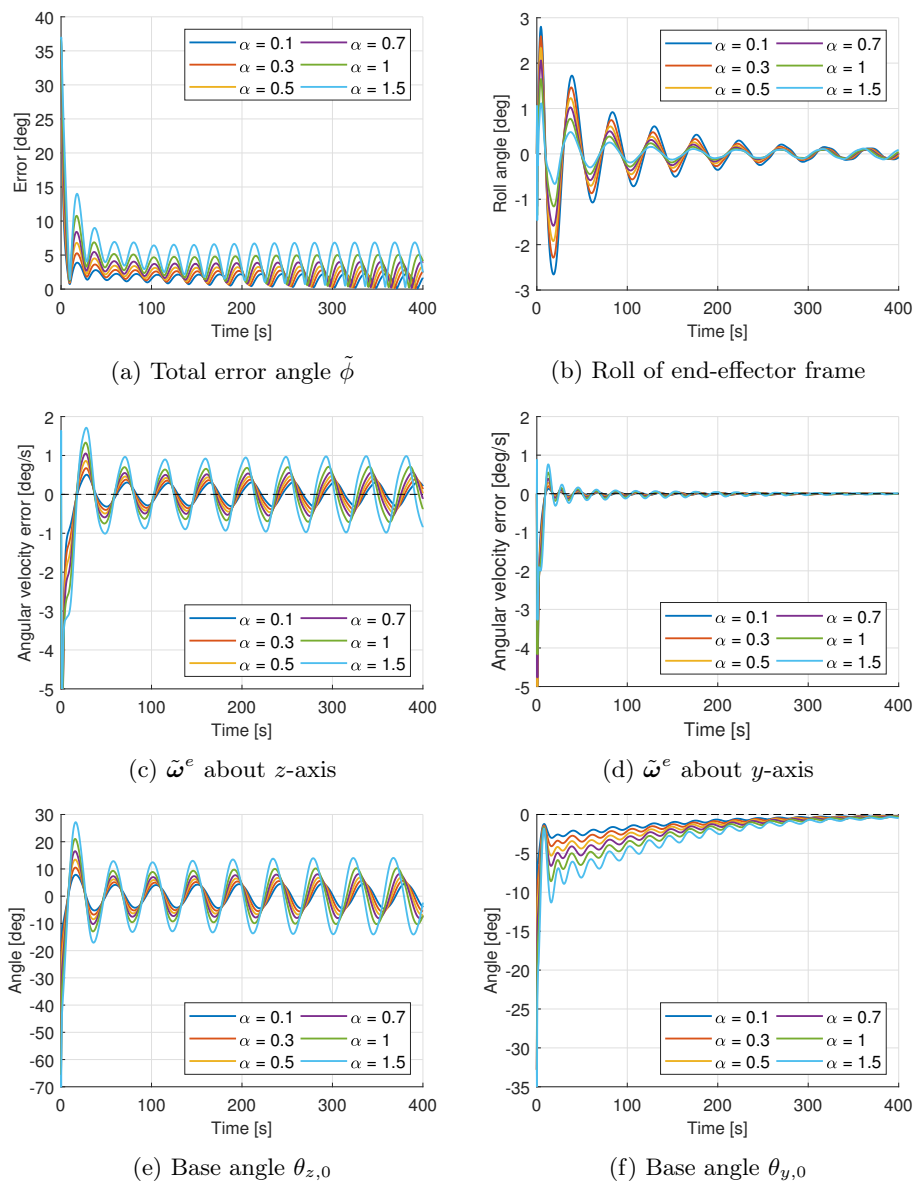 40
35
30
25
20
15
10
5
0
Error [deg]
α = 0.1 α = 0.7
α = 0.3 α = 1
α = 0.5 α = 1.5
0 100 200 300 400
Time [s]
(a) Total error angle ϕ̃
3
2
1
0
-1
-2
-3
Roll angle [deg]
α = 0.1 α = 0.7
α = 0.3 α = 1
α = 0.5 α = 1.5
0 100 200 300 400
Time [s]
(b) Roll of end-effector frame
2
1
0
-1
-2
-3
-4
-5
Angular velocity error [deg/s]
α = 0.1 α = 0.7
α = 0.3 α = 1
α = 0.5 α = 1.5
0 100 200 300 400
Time [s]
(c) ω̃ᵉ about z-axis
2
1
0
-1
-2
-3
-4
-5
Angular velocity error [deg/s]
α = 0.1 α = 0.7
α = 0.3 α = 1
α = 0.5 α = 1.5
0 100 200 300 400
Time [s]
(d) ω̃ᵉ about y-axis
30
20
10
0
-10
-20
-30
-40
-50
-60
-70
Angle [deg]
α = 0.1 α = 0.7
α = 0.3 α = 1
α = 0.5 α = 1.5
0 100 200 300 400
Time [s]
(e) Base angle θz,0
0
-5
-10
-15
-20
-25
-30
-35
Angle [deg]
α = 0.1 α = 0.7
α = 0.3 α = 1
α = 0.5 α = 1.5
0 100 200 300 400
Time [s]
(f) Base angle θy,0